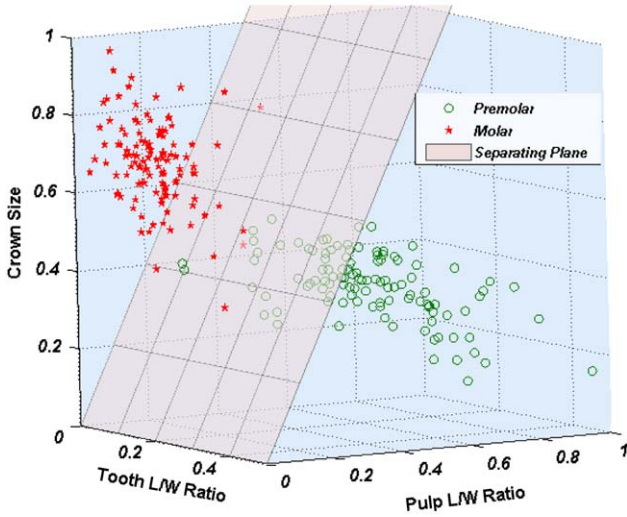 1
0.8
0.6
0.4
0.2
0
Crown Size
Premolar
Molar
Separating Plane
0.2
0.4
Tooth L/W Ratio
0
0.2
0.4
0.6
0.8
1
Pulp L/W Ratio